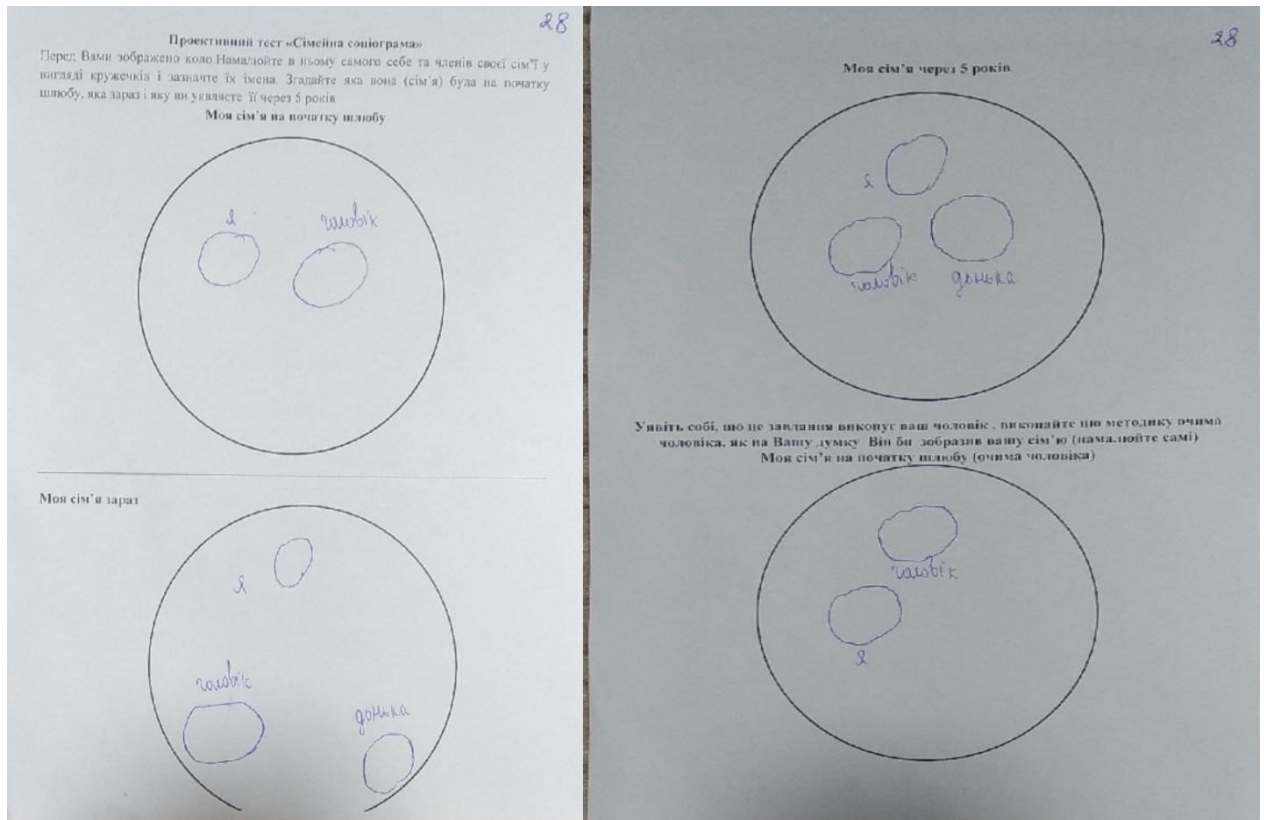 28
Проективний тест «Сімейна соціограма»
Перед Вами зображено коло.Намалюйте в ньому самого себе та членів своєї сім'ї у
вигляді кружечків і зазначте їх імена. Згадайте яка вона (сім'я) була на початку
шлюбу, яка зараз і яку ви уявляєте її через 5 років
Моя сім'я на початку шлюбу
Я
чоловік
Моя сім'я зараз
Я
чоловік
донька
28
Моя сім'я через 5 років
Я
чоловік
донька
Уявіть собі, що це завдання виконує ваш чоловік , виконайте цю методику очима
чоловіка, як на Вашу думку Він би зобразив вашу сім'ю (намалюйте самі)
Моя сім'я на початку шлюбу (очима чоловіка)
чоловік
Я